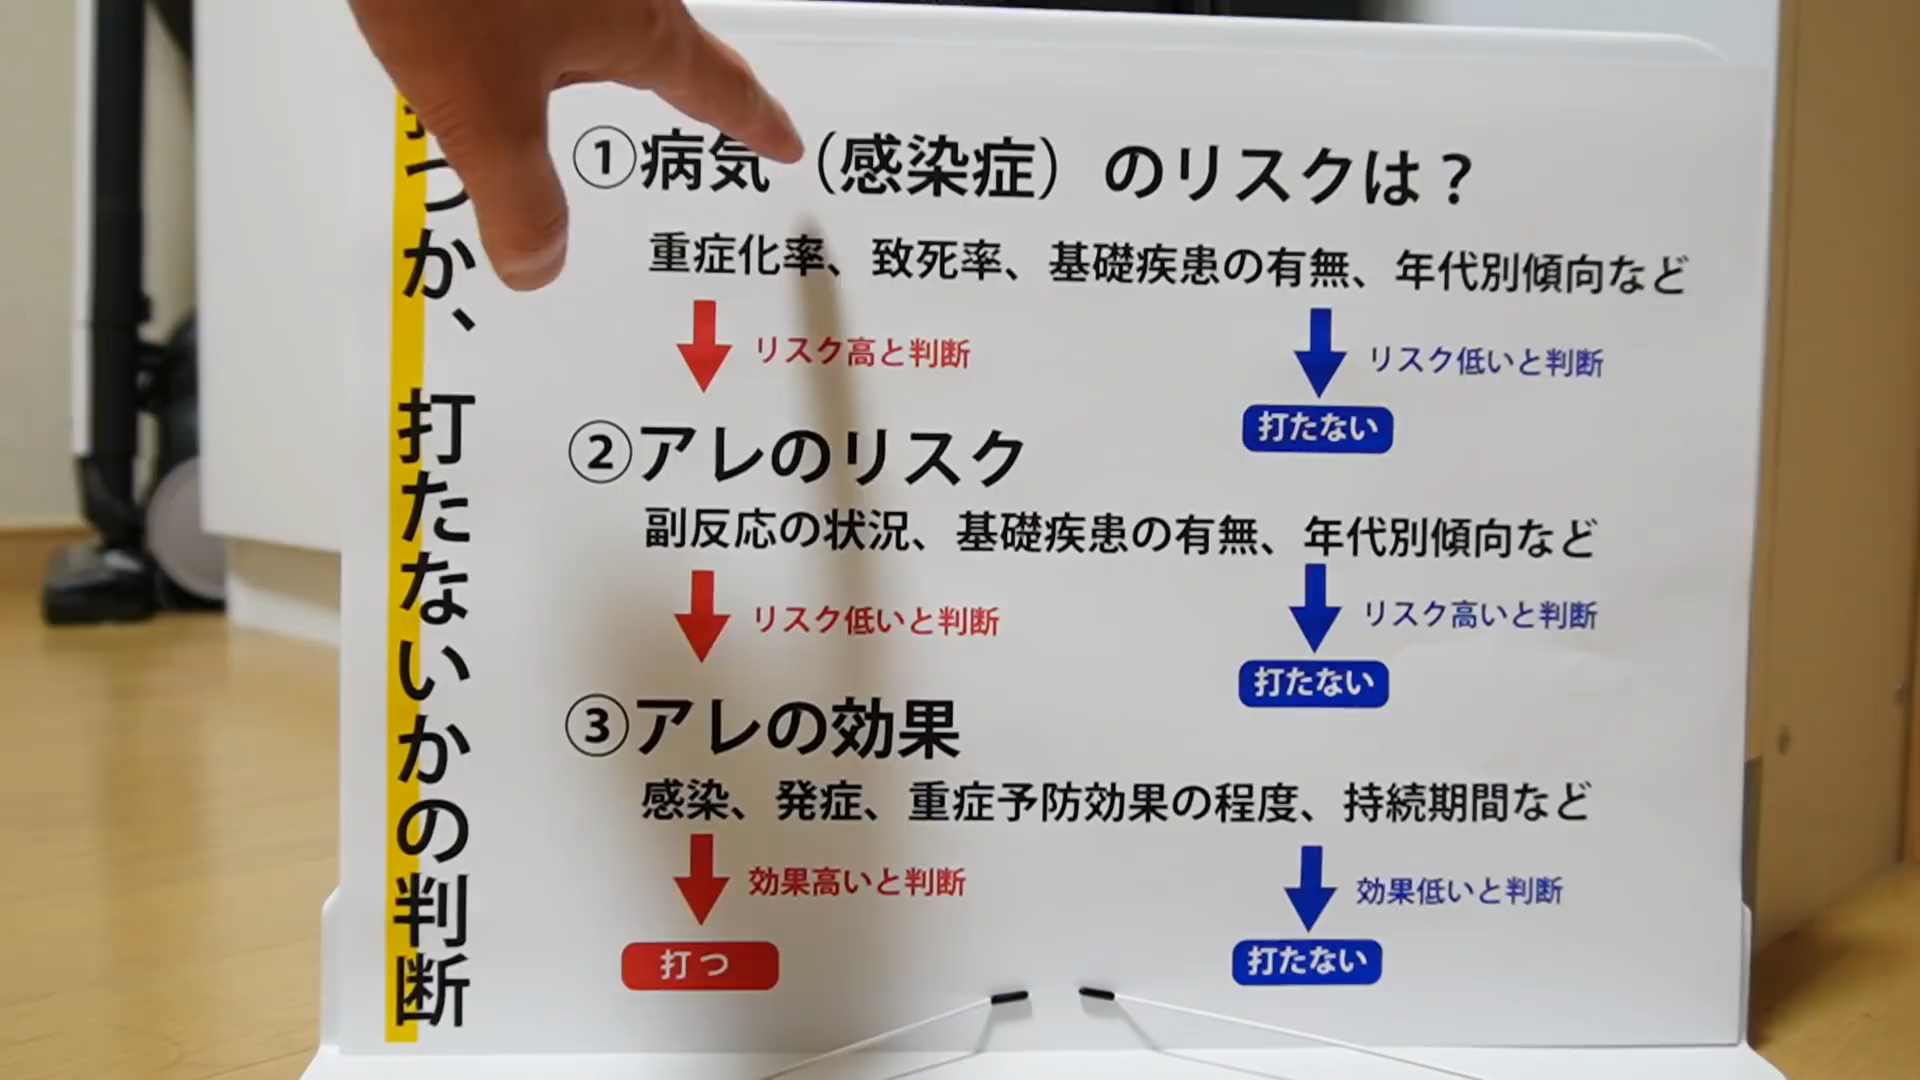 打つか、打たないかの判断
①病気（感染症）のリスクは？
重症化率、致死率、基礎疾患の有無、年代別傾向など
リスク高と判断
リスク低いと判断
打たない
②アレのリスク
副反応の状況、基礎疾患の有無、年代別傾向など
リスク低いと判断
リスク高いと判断
打たない
③アレの効果
感染、発症、重症予防効果の程度、持続期間など
効果高いと判断
効果低いと判断
打つ
打たない